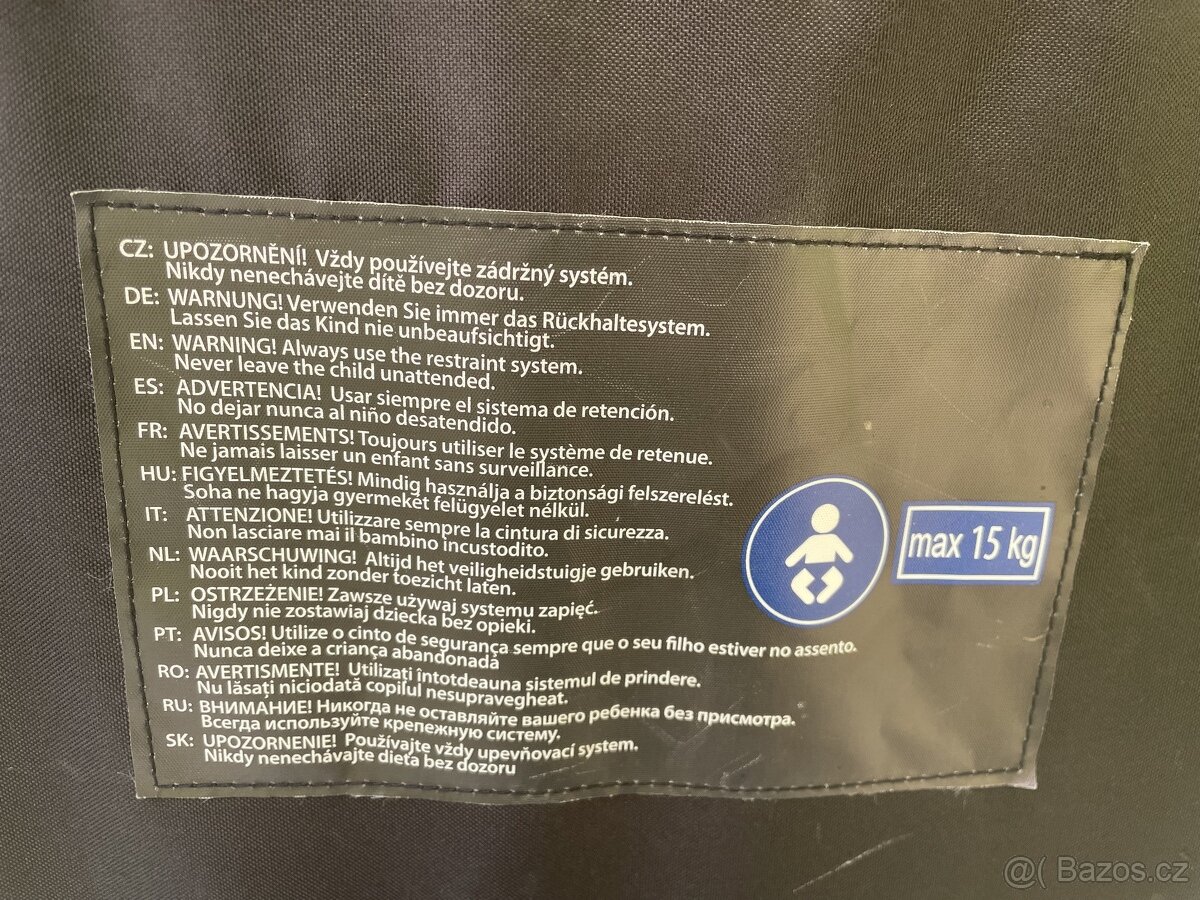 CZ: UPOZORNĚNÍ! Vždy používejte zádržný systém.
Nikdy nenechávejte dítě bez dozoru.
DE: WARNUNG! Verwenden Sie immer das Rückhaltesystem.
Lassen Sie das Kind nie unbeaufsichtigt.
EN: WARNING! Always use the restraint system.
Never leave the child unattended.
ES: ADVERTENCIA! Usar siempre el sistema de retención.
No dejar nunca al niño desatendido.
FR: AVERTISSEMENTS! Toujours utiliser le système de retenue.
Ne jamais laisser un enfant sans surveillance.
HU: FIGYELMEZTETÉS! Mindig használja a biztonsági felszerelést.
Soha ne hagyja gyermekét felügyelet nélkül.
IT: ATTENZIONE! Utilizzare sempre la cintura di sicurezza.
Non lasciare mai il bambino incustodito.
NL: WAARSCHUWING! Altijd het veiligheidstuigje gebruiken.
Nooit het kind zonder toezicht laten.
PL: OSTRZEŻENIE! Zawsze używaj systemu zapięć.
Nigdy nie zostawiaj dziecka bez opieki.
PT: AVISOS! Utilize o cinto de segurança sempre que o seu filho estiver no assento.
Nunca deixe a criança abandonada
RO: AVERTISMENTE! Utilizați întotdeauna sistemul de prindere.
Nu lăsați niciodată copilul nesupravegheat.
RU: ВНИМАНИЕ! Никогда не оставляйте вашего ребенка без присмотра.
Всегда используйте крепежную систему.
SK: UPOZORNENIE! Používajte vždy upevňovací system.
Nikdy nenechávajte dieťa bez dozoru
max 15 kg
@( Bazos.cz